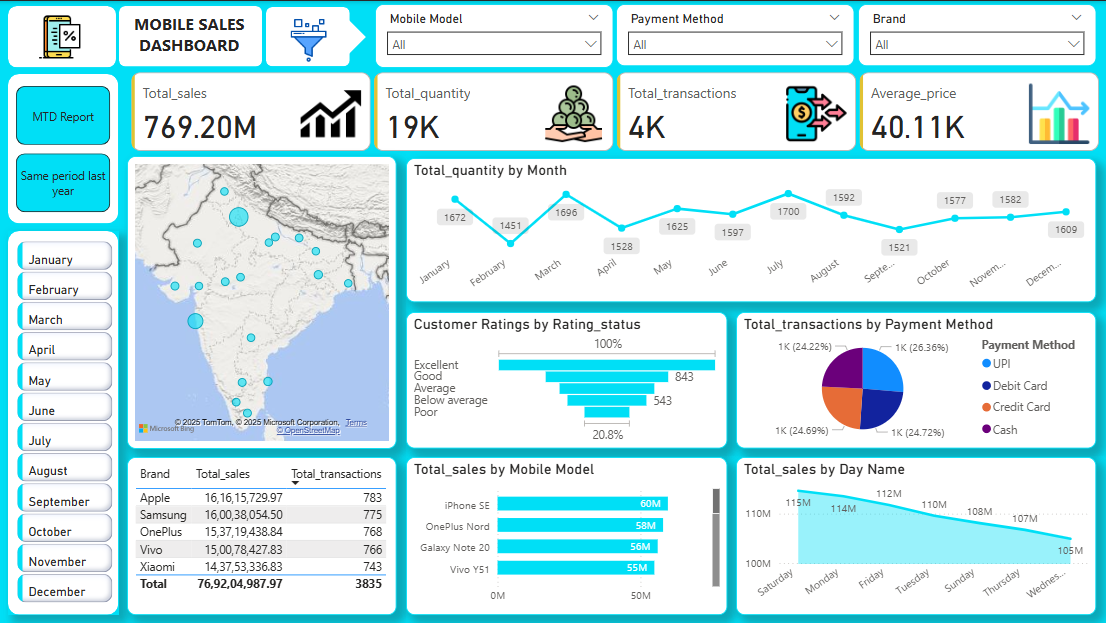 MOBILE SALES
DASHBOARD
Mobile Model
All
Payment Method
All
Brand
All
MTD Report
Same period last
year
Total_sales
769.20M
Total_quantity
19K
Total_transactions
4K
Average_price
40.11K
January
February
March
April
May
June
July
August
September
October
November
December
© 2025 TomTom, © 2025 Microsoft Corporation, Terms
© OpenStreetMap
Microsoft Bing
Total_quantity by Month
1672
1451
1696
1528
1625
1597
1700
1592
1521
1577
1582
1609
January
February
March
April
May
June
July
August
Septe...
October
Novem...
Decem...
Customer Ratings by Rating_status
100%
Excellent
Good
843
Average
Below average
543
Poor
20.8%
Total_transactions by Payment Method
1K (24.22%)
1K (26.36%)
1K (24.69%)
1K (24.72%)
Payment Method
UPI
Debit Card
Credit Card
Cash
Brand Total_sales Total_transactions
Apple 16,16,15,729.97 783
Samsung 16,00,38,054.50 775
OnePlus 15,37,19,438.84 768
Vivo 15,00,78,427.83 766
Xiaomi 14,37,53,336.83 743
Total 76,92,04,987.97 3835
Total_sales by Mobile Model
iPhone SE 60M
OnePlus Nord 58M
Galaxy Note 20 56M
Vivo Y51 55M
0M 50M
Total_sales by Day Name
110M
100M
115M
114M
112M
110M
108M
107M
105M
Saturday
Monday
Friday
Tuesday
Sunday
Thursday
Wednes...